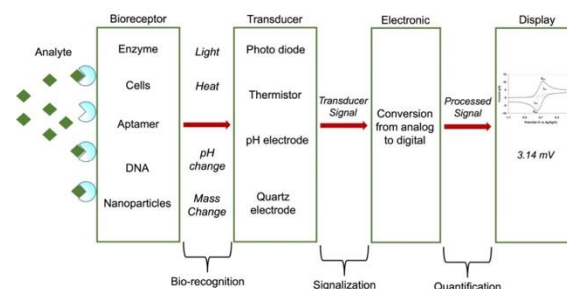 Bioreceptor
Transducer
Electronic
Display
Analyte
Enzyme
Cells
Aptamer
DNA
Nanoparticles
Light
Heat
pH
change
Mass
Change
Photo diode
Thermistor
pH electrode
Quartz
electrode
Transducer
Signal
Conversion
from analog
to digital
Processed
Signal
3.14 mV
Bio-recognition
Signalization
Quantification